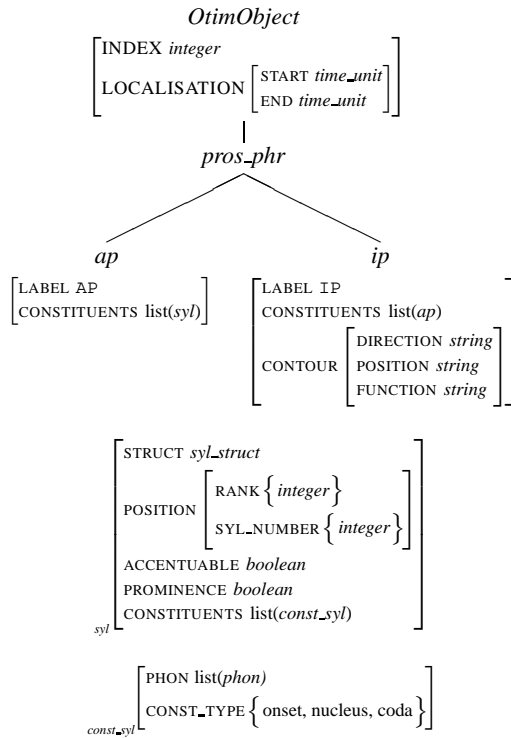 OtimObject
INDEX integer
LOCALISATION
START time_unit
END time_unit
pros_phr
ap
LABEL AP
CONSTITUENTS list(syl)
ip
LABEL IP
CONSTITUENTS list(ap)
CONTOUR
DIRECTION string
POSITION string
FUNCTION string
STRUCT syl_struct
POSITION
RANK { integer }
SYL_NUMBER { integer }
ACCENTUABLE boolean
PROMINENCE boolean
CONSTITUENTS list(const_syl)
syl
PHON list(phon)
CONST_TYPE { onset, nucleus, coda }
const_syl